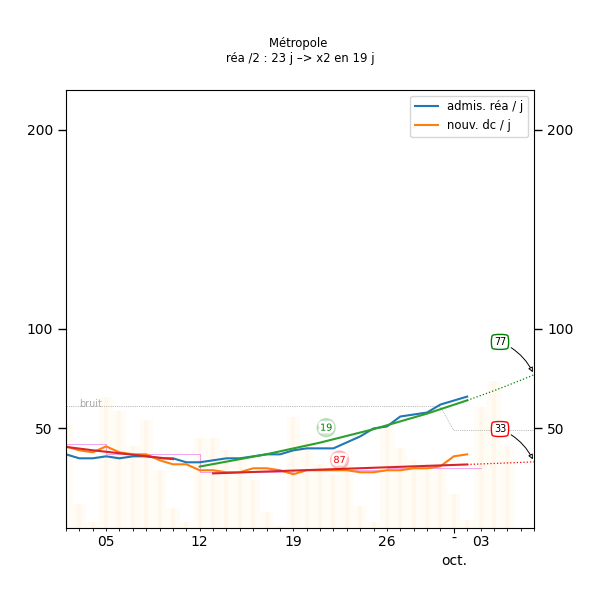 Métropole
réa /2 : 23 j –> x2 en 19 j
admis. réa / j
nouv. dc / j
200
200
100
100
77
bruit
50
50
19
33
87
05
12
19
26
-
03
oct.